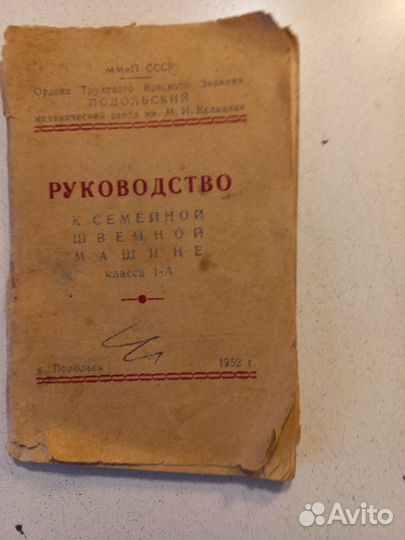 ММиП СССР
Ордена Трудового Красного Знамени
ПОДОЛЬСКИЙ
механический завод им. М. И. Калинина
РУКОВОДСТВО
К СЕМЕЙНОЙ
ШВЕЙНОЙ
МАШИНЕ
класса 1-А
г. Подольск 1952 г.
Avito